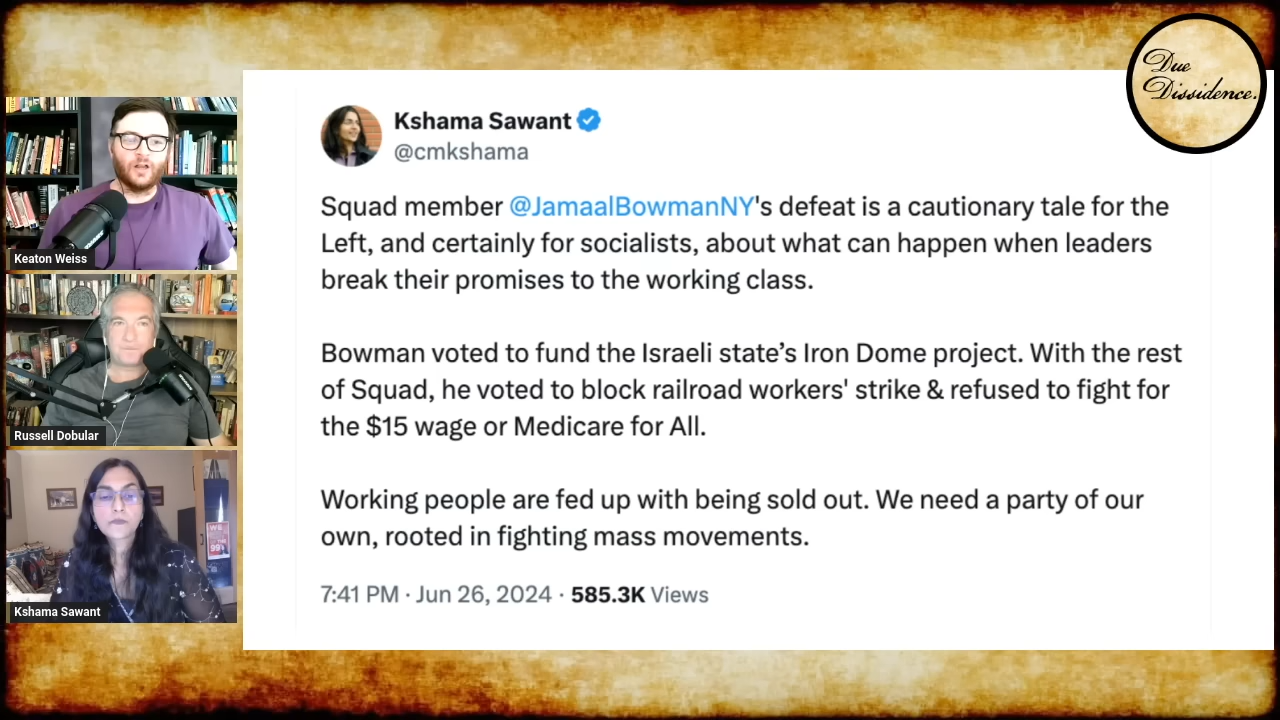 Due
Dissidence.
Keaton Weiss
Russell Dobular
Kshama Sawant
WE
99
Kshama Sawant
@cmkshama
Squad member @JamaalBowmanNY's defeat is a cautionary tale for the
Left, and certainly for socialists, about what can happen when leaders
break their promises to the working class.
Bowman voted to fund the Israeli state’s Iron Dome project. With the rest
of Squad, he voted to block railroad workers' strike & refused to fight for
the $15 wage or Medicare for All.
Working people are fed up with being sold out. We need a party of our
own, rooted in fighting mass movements.
7:41 PM · Jun 26, 2024 · 585.3K Views